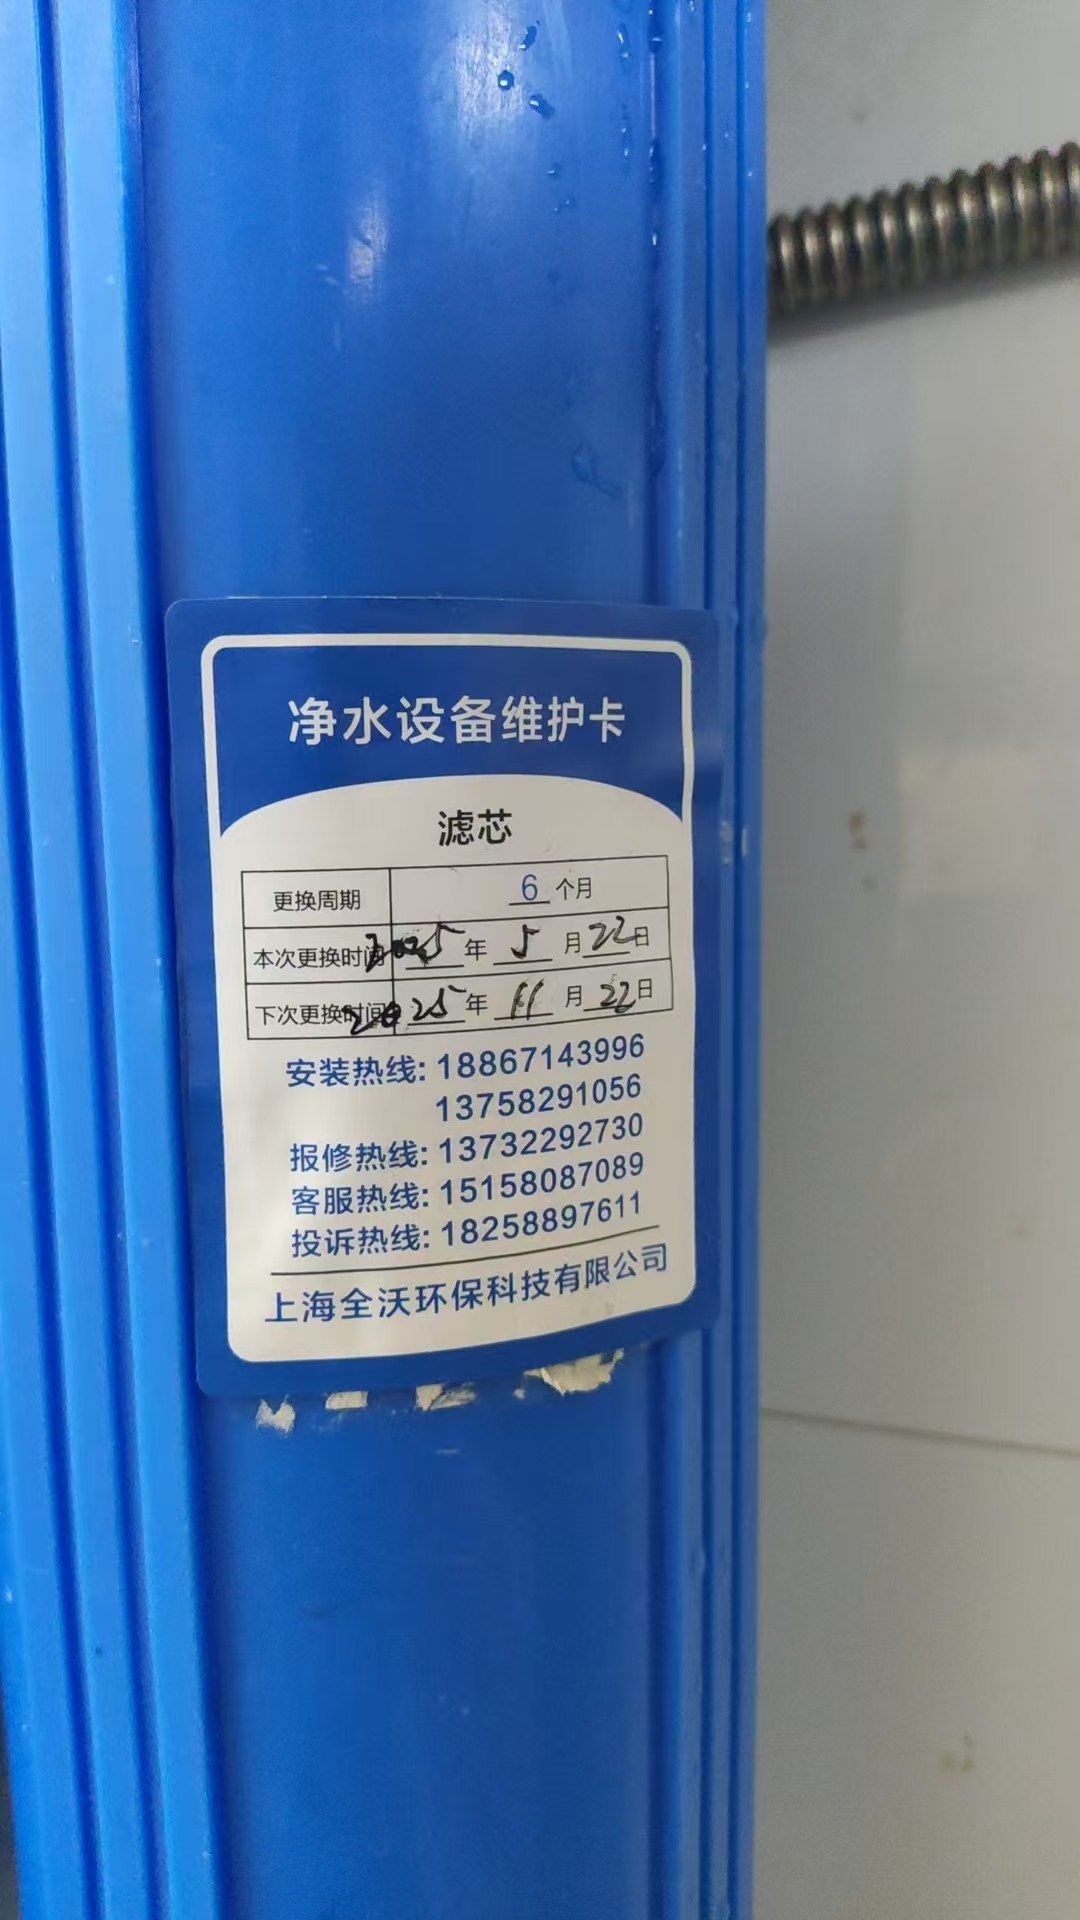 净水设备维护卡
滤芯
更换周期 6 个月
本次更换时间 2025 年 5 月 22 日
下次更换时间 2025 年 11 月 22 日
安装热线: 18867143996
13758291056
报修热线: 13732292730
客服热线: 15158087089
投诉热线: 18258897611
上海全沃环保科技有限公司